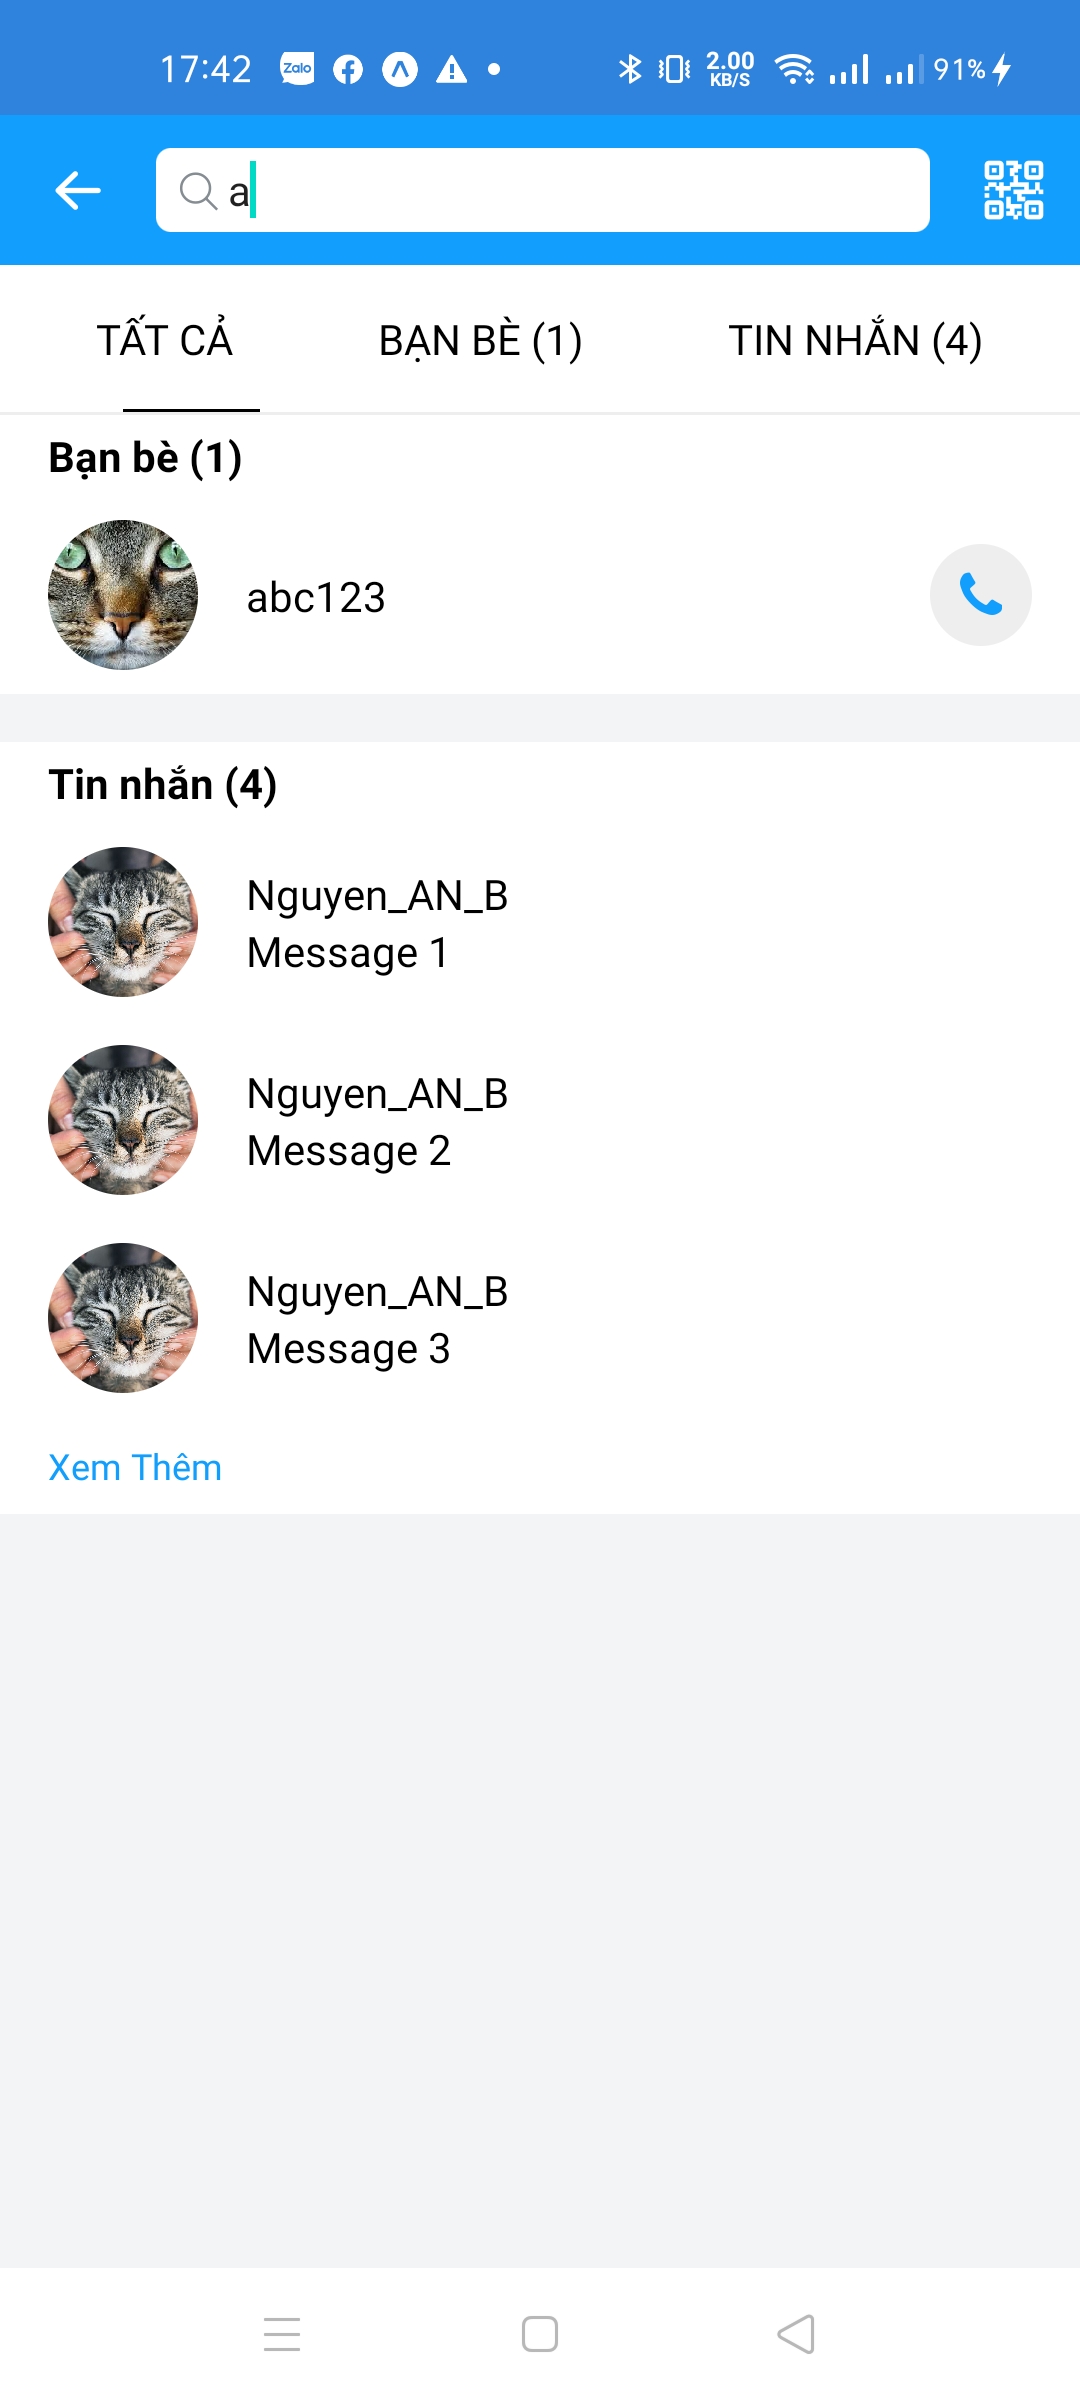 17:42 Zalo 2.00 KB/S 91%
a
TẤT CẢ BẠN BÈ (1) TIN NHẮN (4)
Bạn bè (1)
abc123
Tin nhắn (4)
Nguyen_AN_B
Message 1
Nguyen_AN_B
Message 2
Nguyen_AN_B
Message 3
Xem Thêm